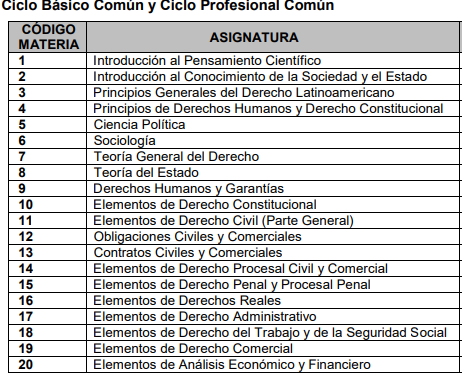 Ciclo Básico Común y Ciclo Profesional Común
CÓDIGO MATERIA ASIGNATURA
1 Introducción al Pensamiento Científico
2 Introducción al Conocimiento de la Sociedad y el Estado
3 Principios Generales del Derecho Latinoamericano
4 Principios de Derechos Humanos y Derecho Constitucional
5 Ciencia Política
6 Sociología
7 Teoría General del Derecho
8 Teoría del Estado
9 Derechos Humanos y Garantías
10 Elementos de Derecho Constitucional
11 Elementos de Derecho Civil (Parte General)
12 Obligaciones Civiles y Comerciales
13 Contratos Civiles y Comerciales
14 Elementos de Derecho Procesal Civil y Comercial
15 Elementos de Derecho Penal y Procesal Penal
16 Elementos de Derechos Reales
17 Elementos de Derecho Administrativo
18 Elementos de Derecho del Trabajo y de la Seguridad Social
19 Elementos de Derecho Comercial
20 Elementos de Análisis Económico y Financiero